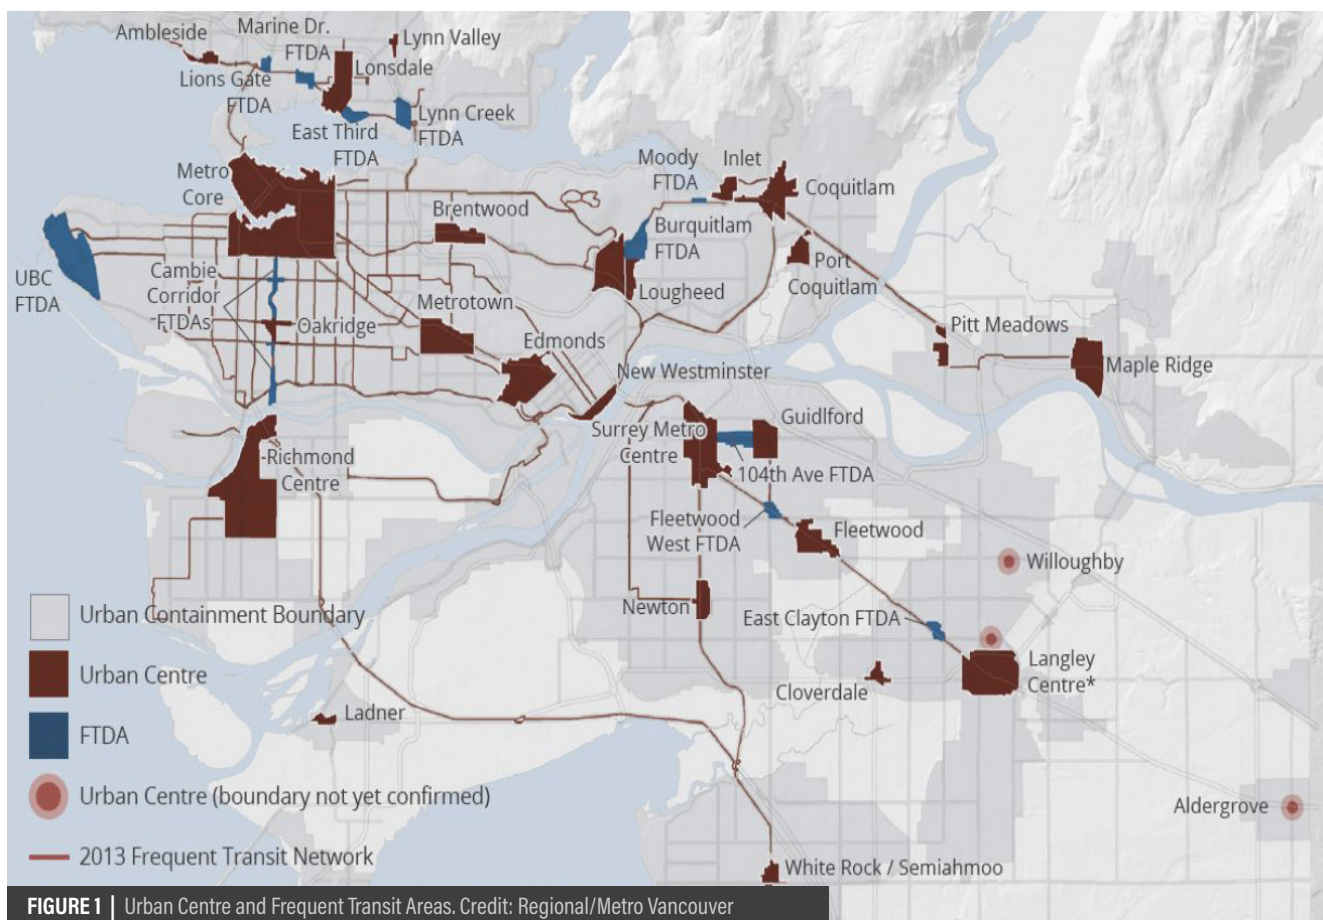 Ambleside
Marine Dr.
FTDA
Lynn Valley
Lonsdale
Lions Gate
FTDA
Lynn Creek
FTDA
East Third
FTDA
Metro
Core
Moody
FTDA
Inlet
Coquitlam
Brentwood
Burquitlam
FTDA
UBC
FTDA
Cambie
Corridor
FTDAs
Port
Coquitlam
Lougheed
Metrotown
Oakridge
Pitt Meadows
Edmonds
Maple Ridge
New Westminster
Guidlford
Surrey Metro
Centre
Richmond
Centre
104th Ave FTDA
Fleetwood
West FTDA
Fleetwood
Willoughby
Newton
East Clayton FTDA
Langley
Centre*
Cloverdale
Ladner
Aldergrove
White Rock / Semiahmoo
Urban Containment Boundary
Urban Centre
FTDA
Urban Centre (boundary not yet confirmed)
2013 Frequent Transit Network
FIGURE 1 | Urban Centre and Frequent Transit Areas. Credit: Regional/Metro Vancouver